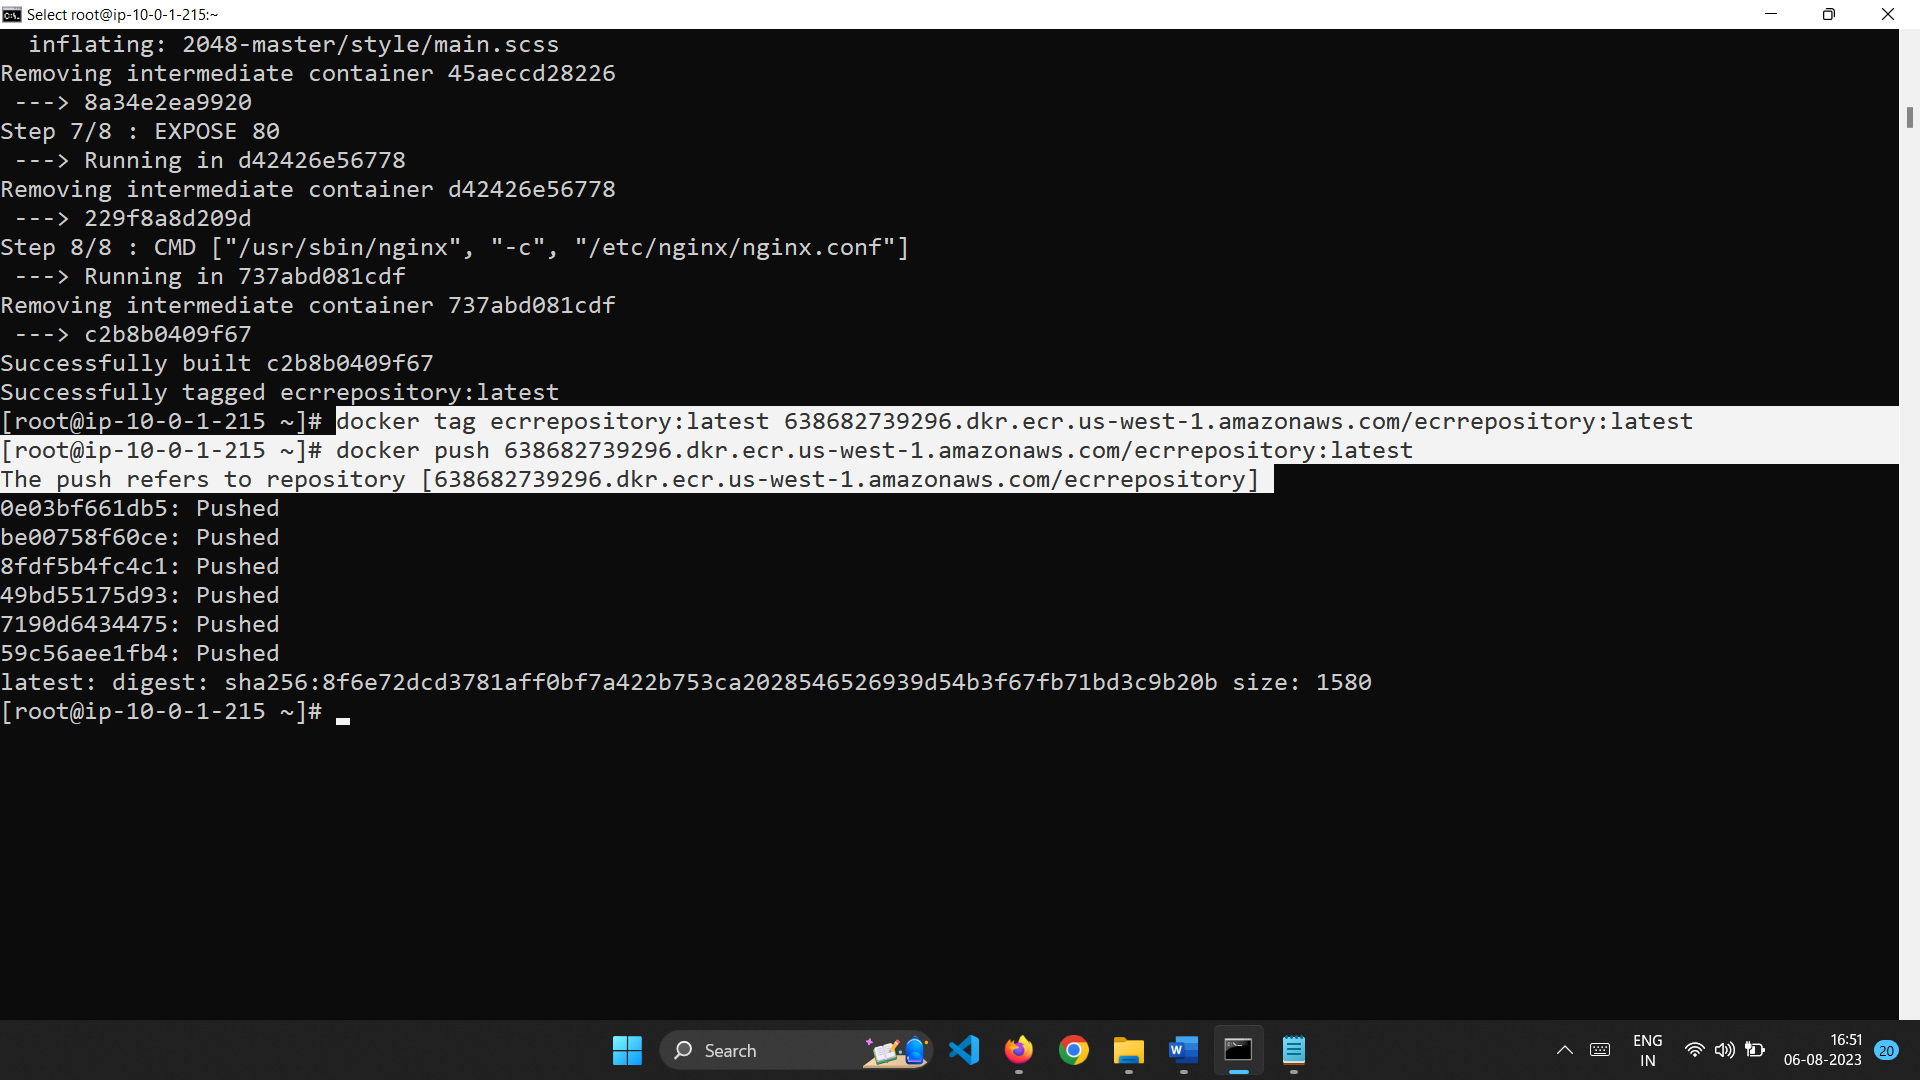 Select root@ip-10-0-1-215:~
inflating: 2048-master/style/main.scss
Removing intermediate container 45aeccd28226
 ---> 8a34e2ea9920
Step 7/8 : EXPOSE 80
 ---> Running in d42426e56778
Removing intermediate container d42426e56778
 ---> 229f8a8d209d
Step 8/8 : CMD ["/usr/sbin/nginx", "-c", "/etc/nginx/nginx.conf"]
 ---> Running in 737abd081cdf
Removing intermediate container 737abd081cdf
 ---> c2b8b0409f67
Successfully built c2b8b0409f67
Successfully tagged ecrrepository:latest
[root@ip-10-0-1-215 ~]# docker tag ecrrepository:latest 638682739296.dkr.ecr.us-west-1.amazonaws.com/ecrrepository:latest
[root@ip-10-0-1-215 ~]# docker push 638682739296.dkr.ecr.us-west-1.amazonaws.com/ecrrepository:latest
The push refers to repository [638682739296.dkr.ecr.us-west-1.amazonaws.com/ecrrepository]
0e03bf661db5: Pushed
be00758f60ce: Pushed
8fdf5b4fc4c1: Pushed
49bd55175d93: Pushed
7190d6434475: Pushed
59c56aee1fb4: Pushed
latest: digest: sha256:8f6e72dcd3781aff0bf7a422b753ca2028546526939d54b3f67fb71bd3c9b20b size: 1580
[root@ip-10-0-1-215 ~]#
Search
ENG
IN
16:51
06-08-2023
20